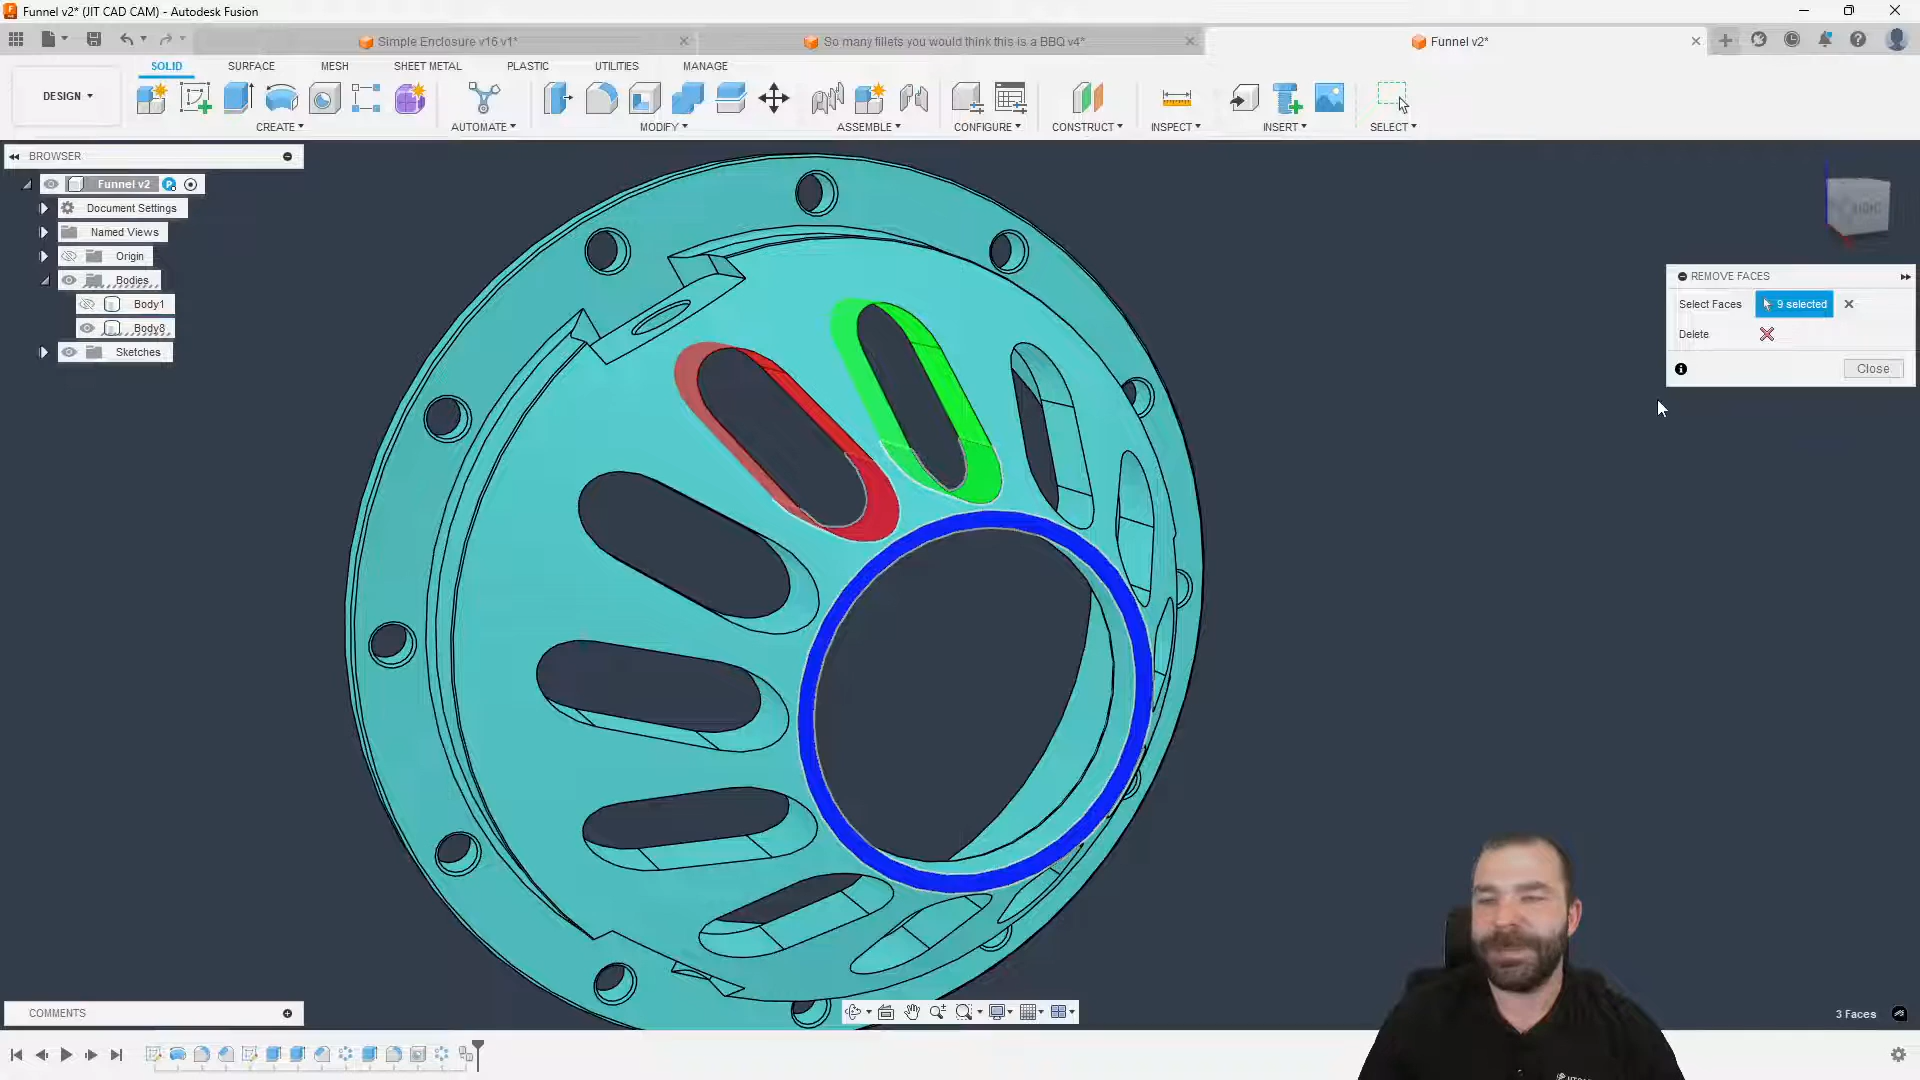 Funnel v2* (JIT CAD CAM) - Autodesk Fusion
Simple Enclosure v16 v1*
So many fillets you would think this is a BBQ v4*
Funnel v2*
SOLID
SURFACE
MESH
SHEET METAL
PLASTIC
UTILITIES
MANAGE
DESIGN
CREATE
AUTOMATE
MODIFY
ASSEMBLE
CONFIGURE
CONSTRUCT
INSPECT
INSERT
SELECT
BROWSER
Funnel v2
Document Settings
Named Views
Origin
Bodies
Body1
Body8
Sketches
REMOVE FACES
Select Faces
9 selected
Delete
Close
COMMENTS
3 Faces